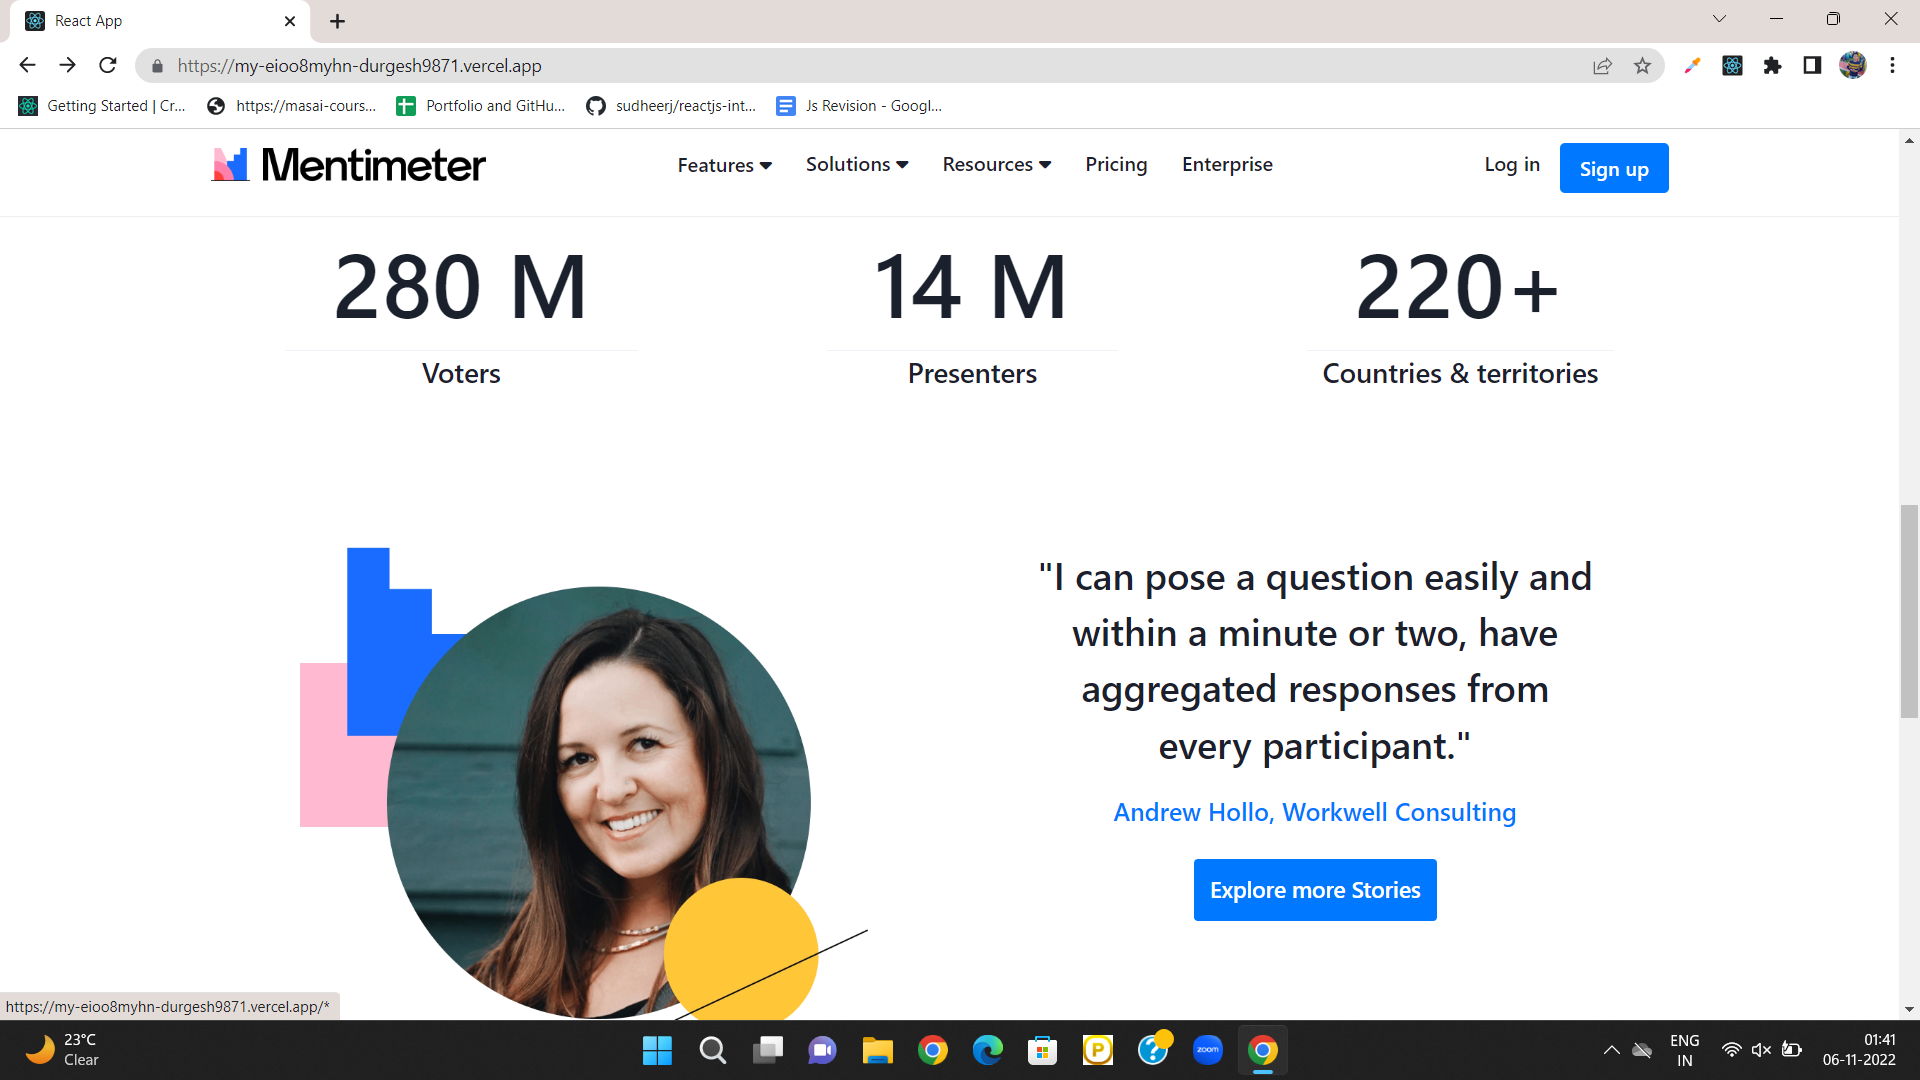 React App
https://my-eioo8myhn-durgesh9871.vercel.app
Getting Started | Cr...
https://masai-cours...
Portfolio and GitHu...
sudheerj/reactjs-int...
Js Revision - Googl...
Mentimeter
Features
Solutions
Resources
Pricing
Enterprise
Log in
Sign up
280 M
14 M
220+
Voters
Presenters
Countries & territories
"I can pose a question easily and
within a minute or two, have
aggregated responses from
every participant."
Andrew Hollo, Workwell Consulting
Explore more Stories
https://my-eioo8myhn-durgesh9871.vercel.app/*
23°C
Clear
P
?
zoom
ENG
IN
01:41
06-11-2022